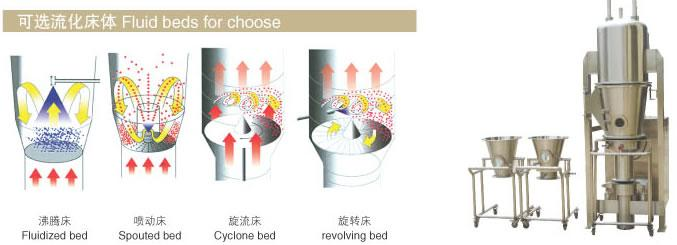 可选流化床体 Fluid beds for choose
沸腾床
Fluidized bed
喷动床
Spouted bed
旋流床
Cyclone bed
旋转床
revolving bed